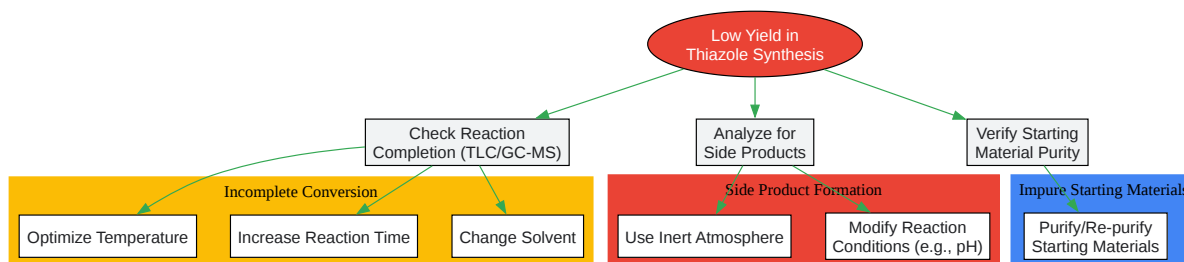 Low Yield in
Thiazole Synthesis
Check Reaction
Completion (TLC/GC-MS)
Analyze for
Side Products
Verify Starting
Material Purity
Incomplete Conversion
Side Product Formation
Impure Starting Materials
Optimize Temperature
Increase Reaction Time
Change Solvent
Use Inert Atmosphere
Modify Reaction
Conditions (e.g., pH)
Purify/Re-purify
Starting Materials